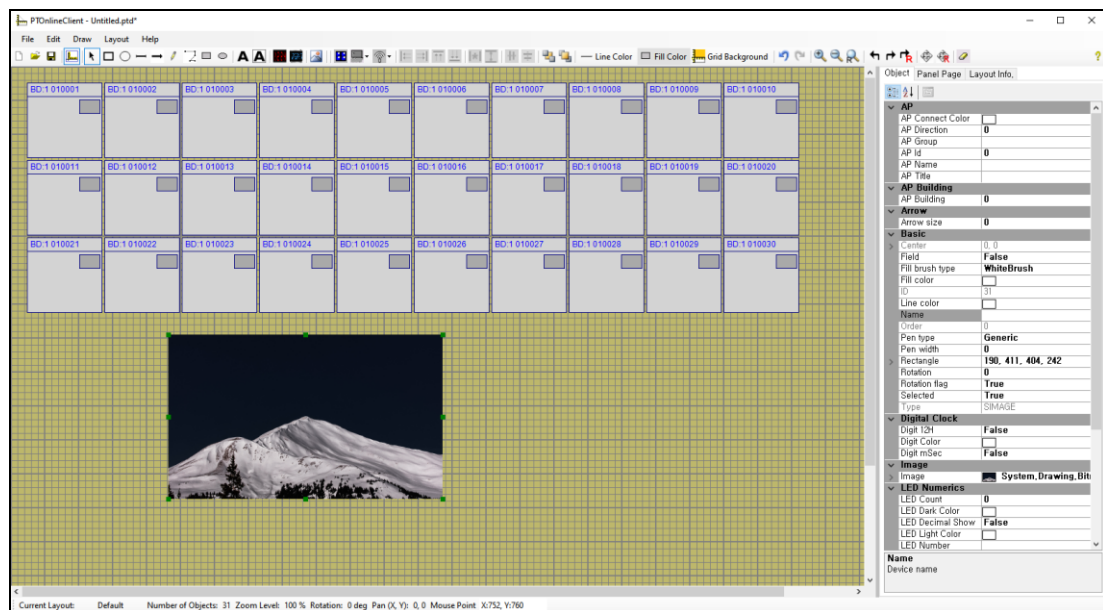 PTOnlineClient - Untitled.ptd*
File Edit Draw Layout Help
A A Line Color Fill Color Grid Background R R ?
BD:1 010001 BD:1 010002 BD:1 010003 BD:1 010004 BD:1 010005 BD:1 010006 BD:1 010007 BD:1 010008 BD:1 010009 BD:1 010010
BD:1 010011 BD:1 010012 BD:1 010013 BD:1 010014 BD:1 010015 BD:1 010016 BD:1 010017 BD:1 010018 BD:1 010019 BD:1 010020
BD:1 010021 BD:1 010022 BD:1 010023 BD:1 010024 BD:1 010025 BD:1 010026 BD:1 010027 BD:1 010028 BD:1 010029 BD:1 010030
Object Panel Page Layout Info,
AP
AP Connect Color
AP Direction 0
AP Group
AP Id 0
AP Name
AP Title
AP Building
AP Building 0
Arrow
Arrow size 0
Basic
Center 0, 0
Field False
Fill brush type WhiteBrush
Fill color
ID 31
Line color
Name
Order 0
Pen type Generic
Pen width 0
Rectangle 190, 411, 404, 242
Rotation 0
Rotation flag True
Selected True
Type SIMAGE
Digital Clock
Digit 12H False
Digit Color
Digit mSec False
Image
Image System,Drawing,Bit
LED Numerics
LED Count 0
LED Dark Color
LED Decimal Show False
LED Light Color
LED Number
Name
Device name
Current Layout: Default Number of Objects: 31 Zoom Level: 100 % Rotation: 0 deg Pan (X, Y): 0, 0 Mouse Point X:752, Y:760